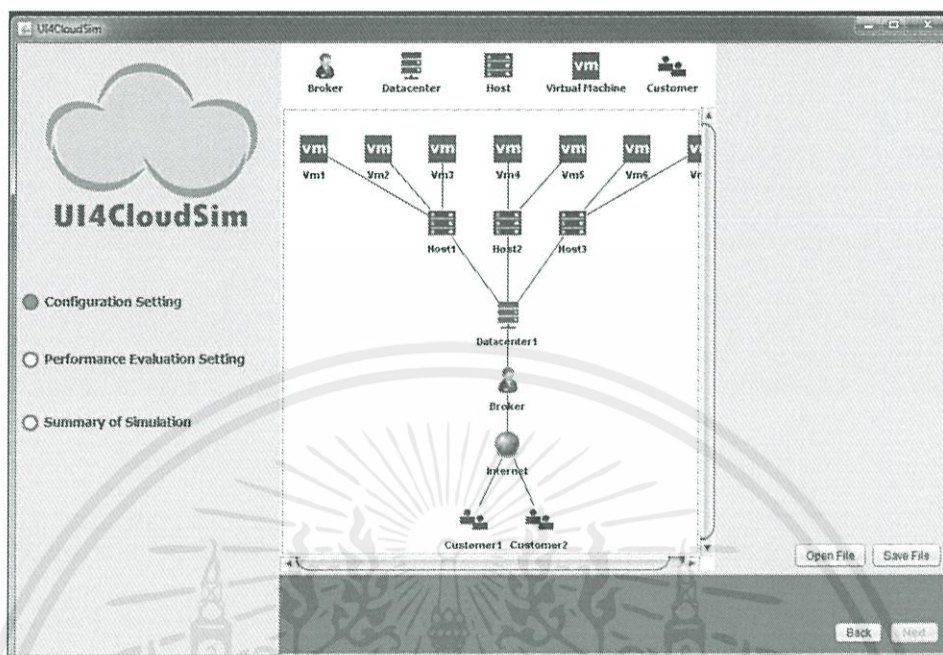 UI4CloudSim
Broker Datacenter Host vm Virtual Machine Customer
vm vm vm vm vm vm
Vm1 Vm2 Vm3 Vm4 Vm5 Vm6
UI4CloudSim
Host1 Host2 Host3
Configuration Setting
Datacenter1
Performance Evaluation Setting
Broker
Summary of Simulation
Internet
Customer1 Customer2
Open File Save File
Back Next